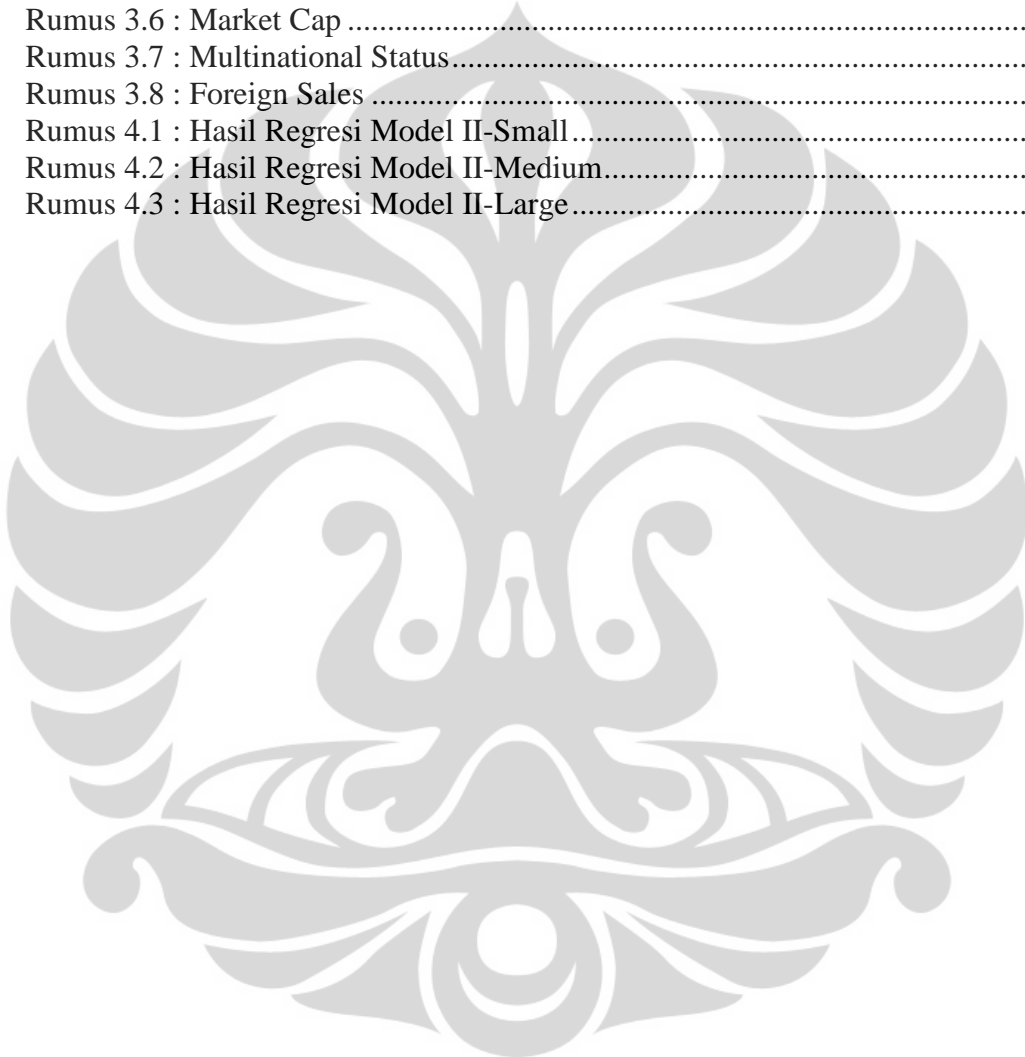 Rumus 3.6 : Market Cap ................................................................................................
Rumus 3.7 : Multinational Status................................................................................
Rumus 3.8 : Foreign Sales ............................................................................................
Rumus 4.1 : Hasil Regresi Model II-Small................................................................
Rumus 4.2 : Hasil Regresi Model II-Medium...........................................................
Rumus 4.3 : Hasil Regresi Model II-Large................................................................